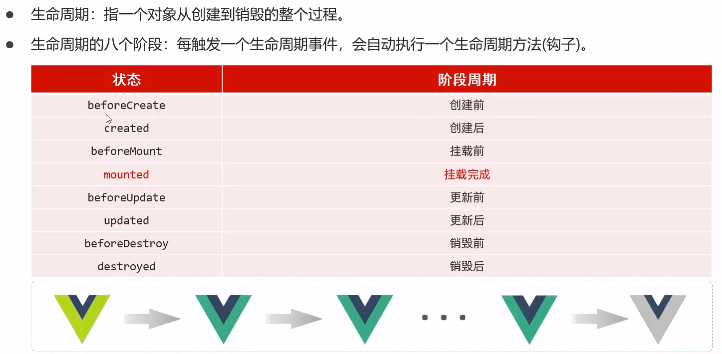 ● 生命周期：指一个对象从创建到销毁的整个过程。
● 生命周期的八个阶段：每触发一个生命周期事件，会自动执行一个生命周期方法(钩子)。
状态 阶段周期
beforeCreate 创建前
created 创建后
beforeMount 挂载前
mounted 挂载完成
beforeUpdate 更新前
updated 更新后
beforeDestroy 销毁前
destroyed 销毁后